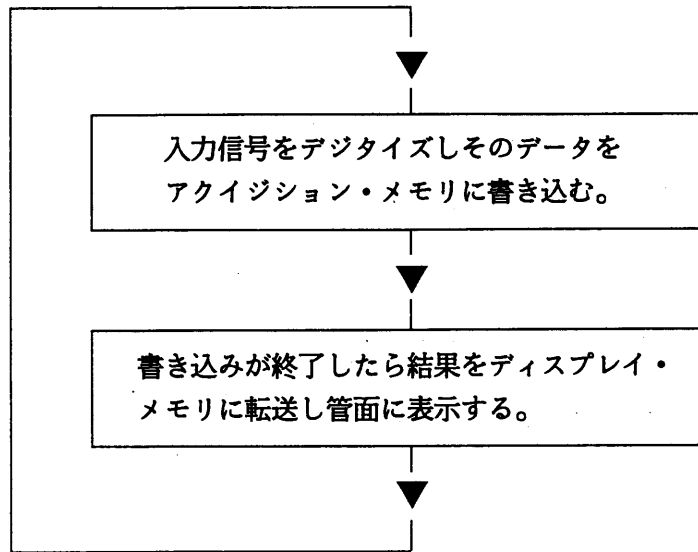 入力信号をデジタイズしそのデータを
アクイジション・メモリに書き込む。
書き込みが終了したら結果をディスプレイ・
メモリに転送し管面に表示する。